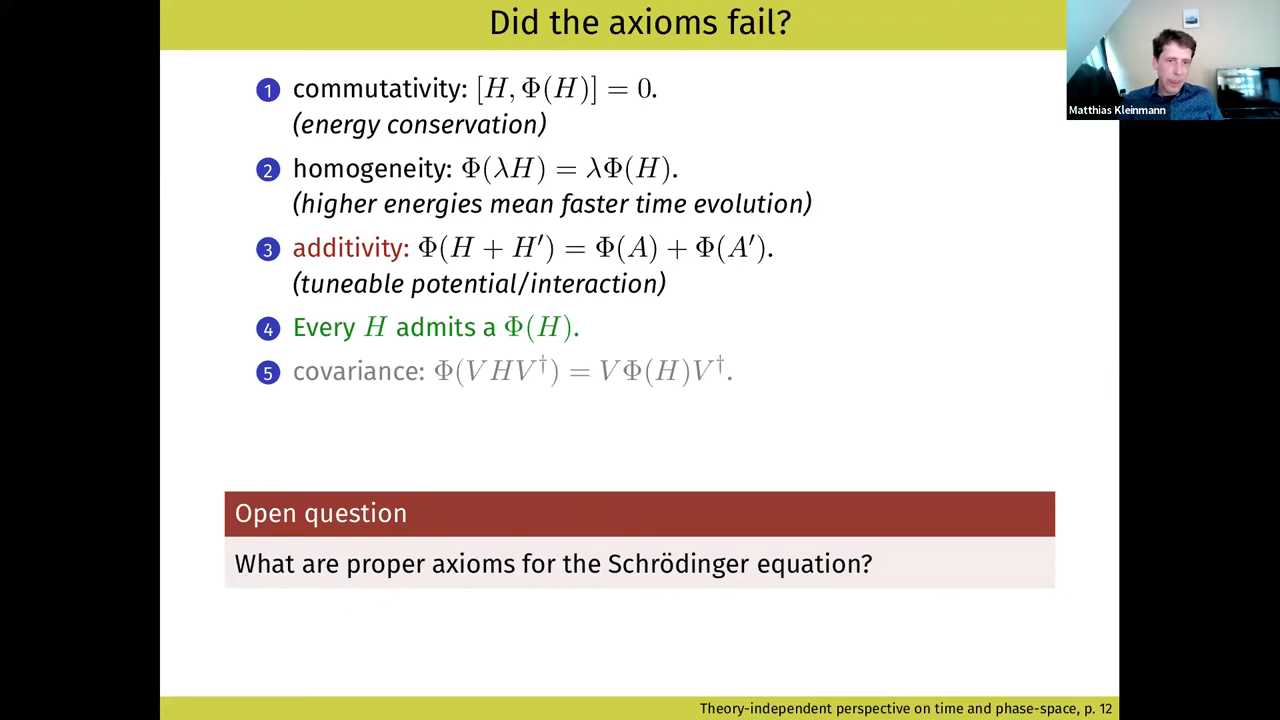 Did the axioms fail?
Matthias Kleinmann
1 commutativity: [H, Φ(H)] = 0.
(energy conservation)
2 homogeneity: Φ(λH) = λΦ(H).
(higher energies mean faster time evolution)
3 additivity: Φ(H + H′) = Φ(A) + Φ(A′).
(tuneable potential/interaction)
4 Every H admits a Φ(H).
5 covariance: Φ(VHV†) = VΦ(H)V†.
Open question
What are proper axioms for the Schrödinger equation?
Theory-independent perspective on time and phase-space, p. 12